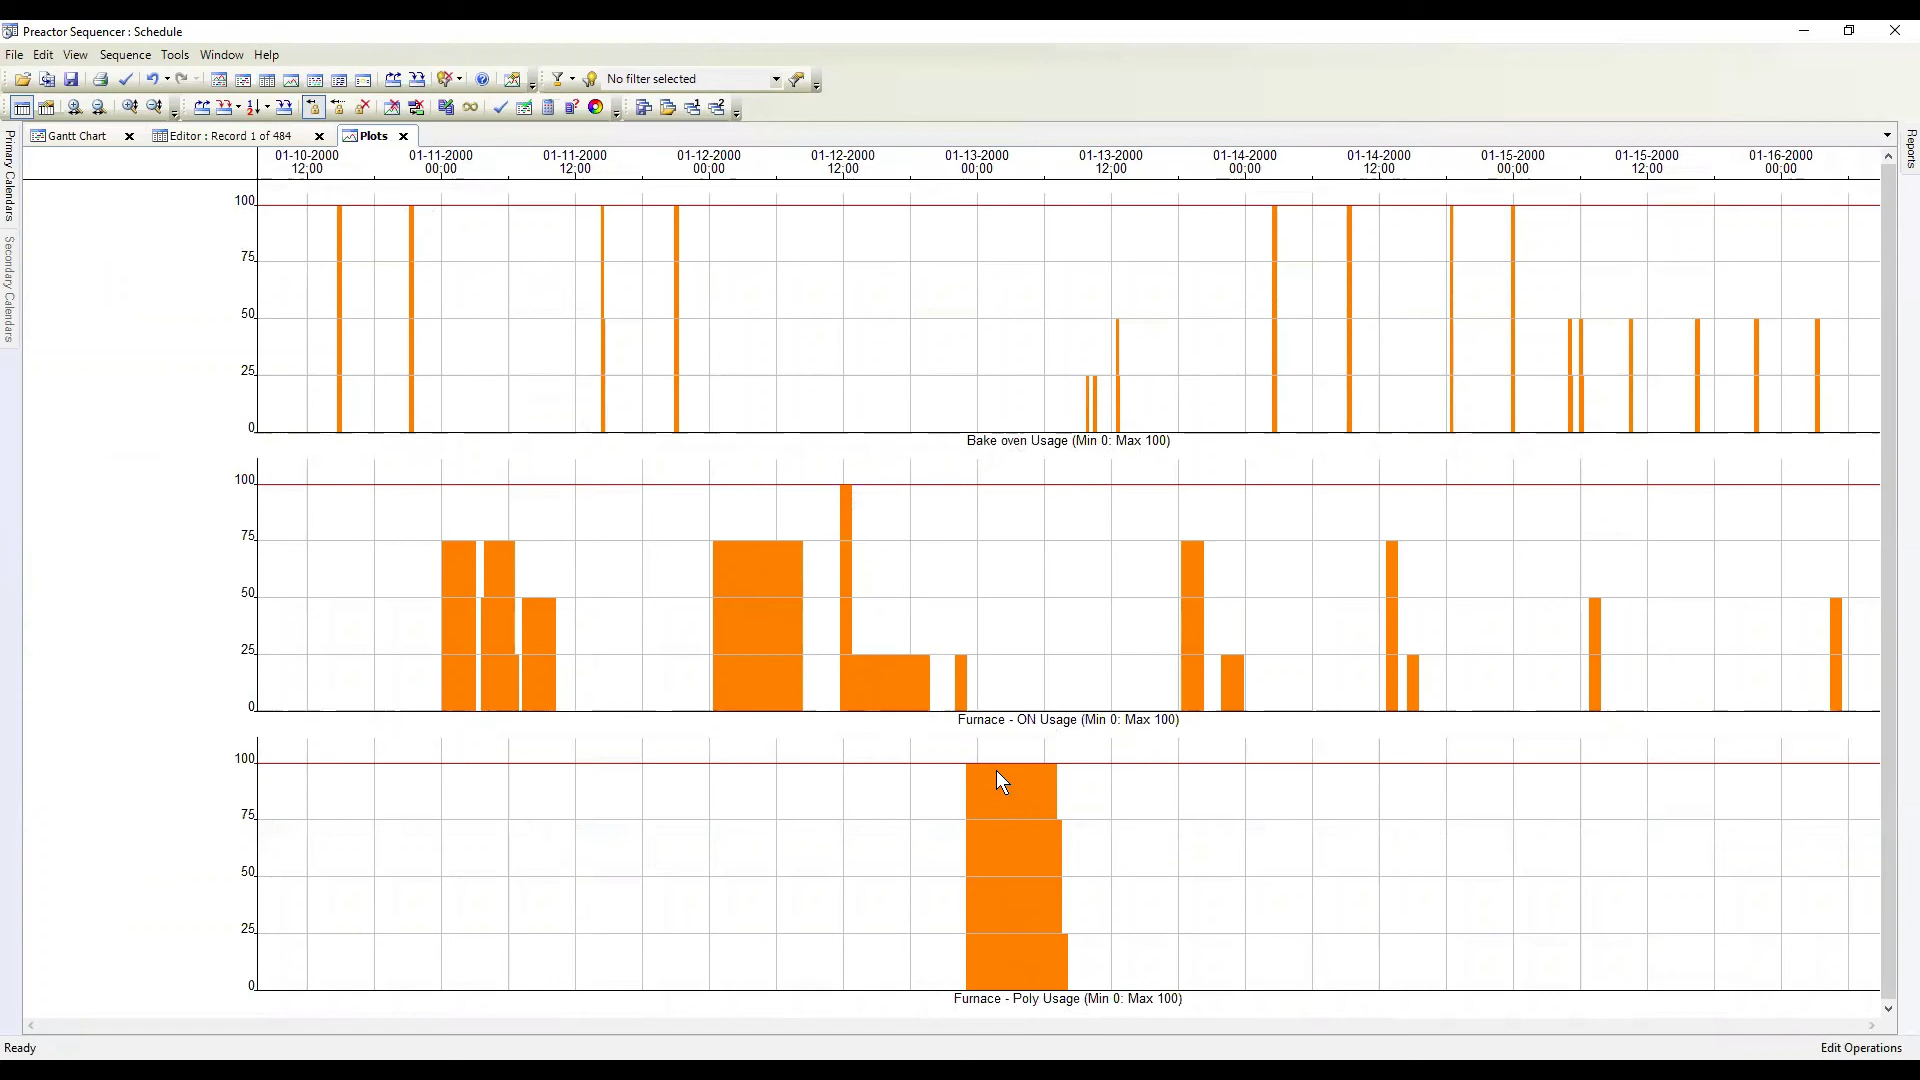 Preactor Sequencer : Schedule
File Edit View Sequence Tools Window Help
No filter selected
Gantt Chart Editor : Record 1 of 484 Plots
Primary Calendars
Secondary Calendars
Reports
01-10-2000 01-11-2000 01-11-2000 01-12-2000 01-12-2000 01-13-2000 01-13-2000 01-14-2000 01-14-2000 01-15-2000 01-15-2000 01-16-2000
12:00 00:00 12:00 00:00 12:00 00:00 12:00 00:00 12:00 00:00 12:00 00:00
100
75
50
25
0
Bake oven Usage (Min 0: Max 100)
100
75
50
25
0
Furnace - ON Usage (Min 0: Max 100)
100
75
50
25
0
Furnace - Poly Usage (Min 0: Max 100)
Ready Edit Operations